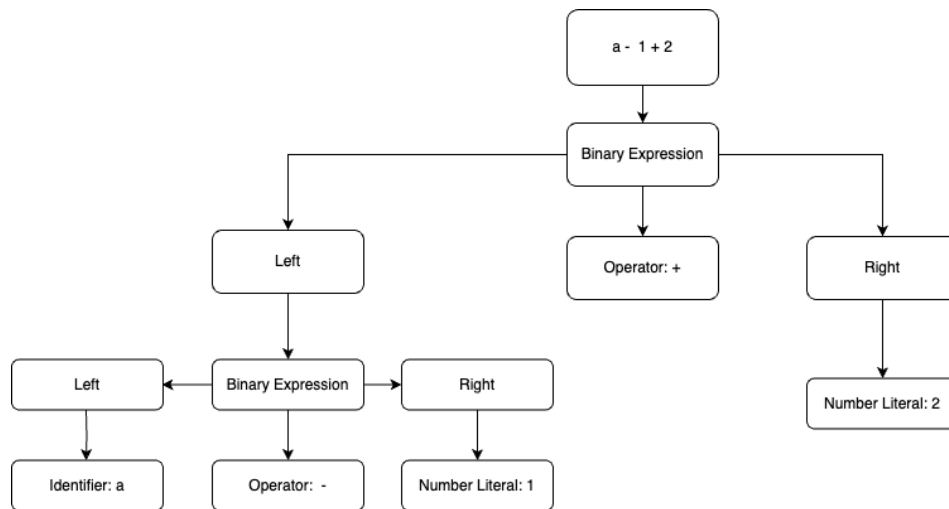 a - 1 + 2
Binary Expression
Left
Operator: +
Right
Left
Binary Expression
Right
Number Literal: 2
Identifier: a
Operator: -
Number Literal: 1